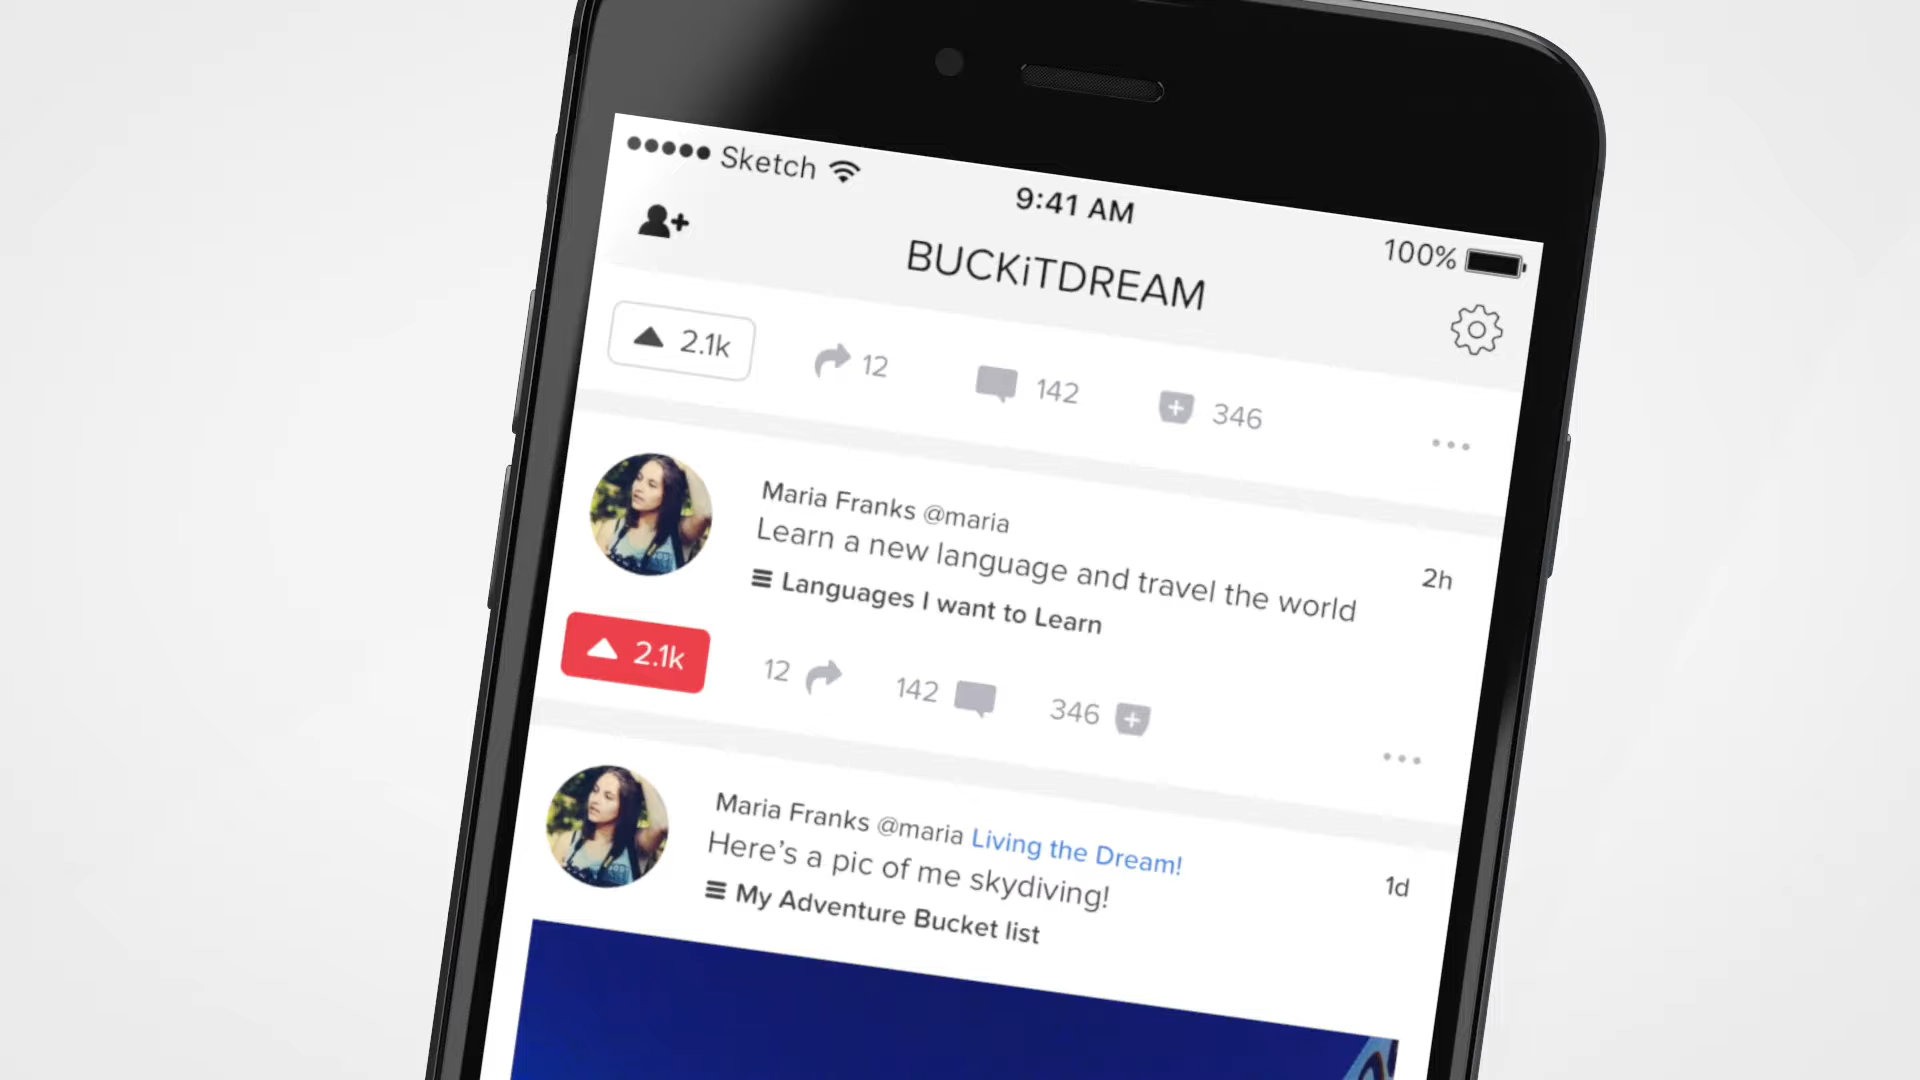 Sketch
9:41 AM
100%
BUCKiTDREAM
2.1k 12 142 346
Maria Franks @maria
2h
Learn a new language and travel the world
Languages I want to Learn
2.1k 12 142 346
Maria Franks @maria Living the Dream!
1d
Here's a pic of me skydiving!
My Adventure Bucket list